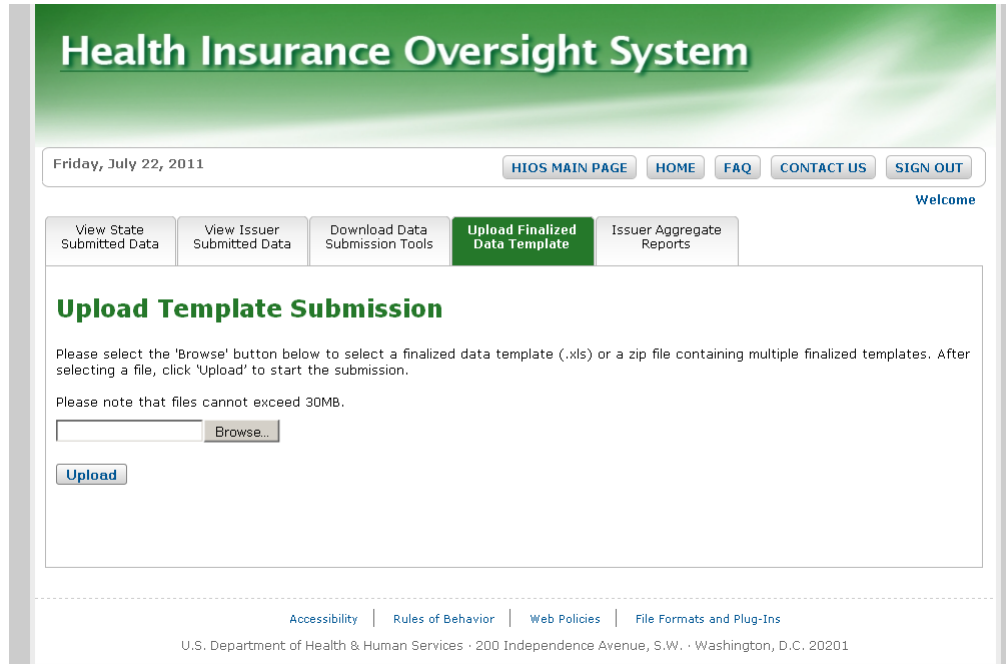 Health Insurance Oversight System
Friday, July 22, 2011
HIOS MAIN PAGE HOME FAQ CONTACT US SIGN OUT
Welcome
View State Submitted Data
View Issuer Submitted Data
Download Data Submission Tools
Upload Finalized Data Template
Issuer Aggregate Reports
Upload Template Submission
Please select the 'Browse' button below to select a finalized data template (.xls) or a zip file containing multiple finalized templates. After
selecting a file, click ‘Upload’ to start the submission.
Please note that files cannot exceed 30MB.
Browse...
Upload
Accessibility | Rules of Behavior | Web Policies | File Formats and Plug-Ins
U.S. Department of Health & Human Services · 200 Independence Avenue, S.W. · Washington, D.C. 20201